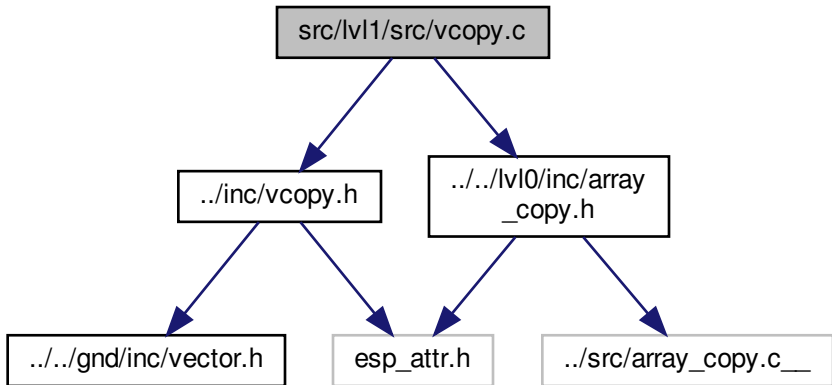 src/lvl1/src/vcopy.c
../inc/vcopy.h
../../lvl0/inc/array
_copy.h
../../gnd/inc/vector.h
esp_attr.h
../src/array_copy.c__